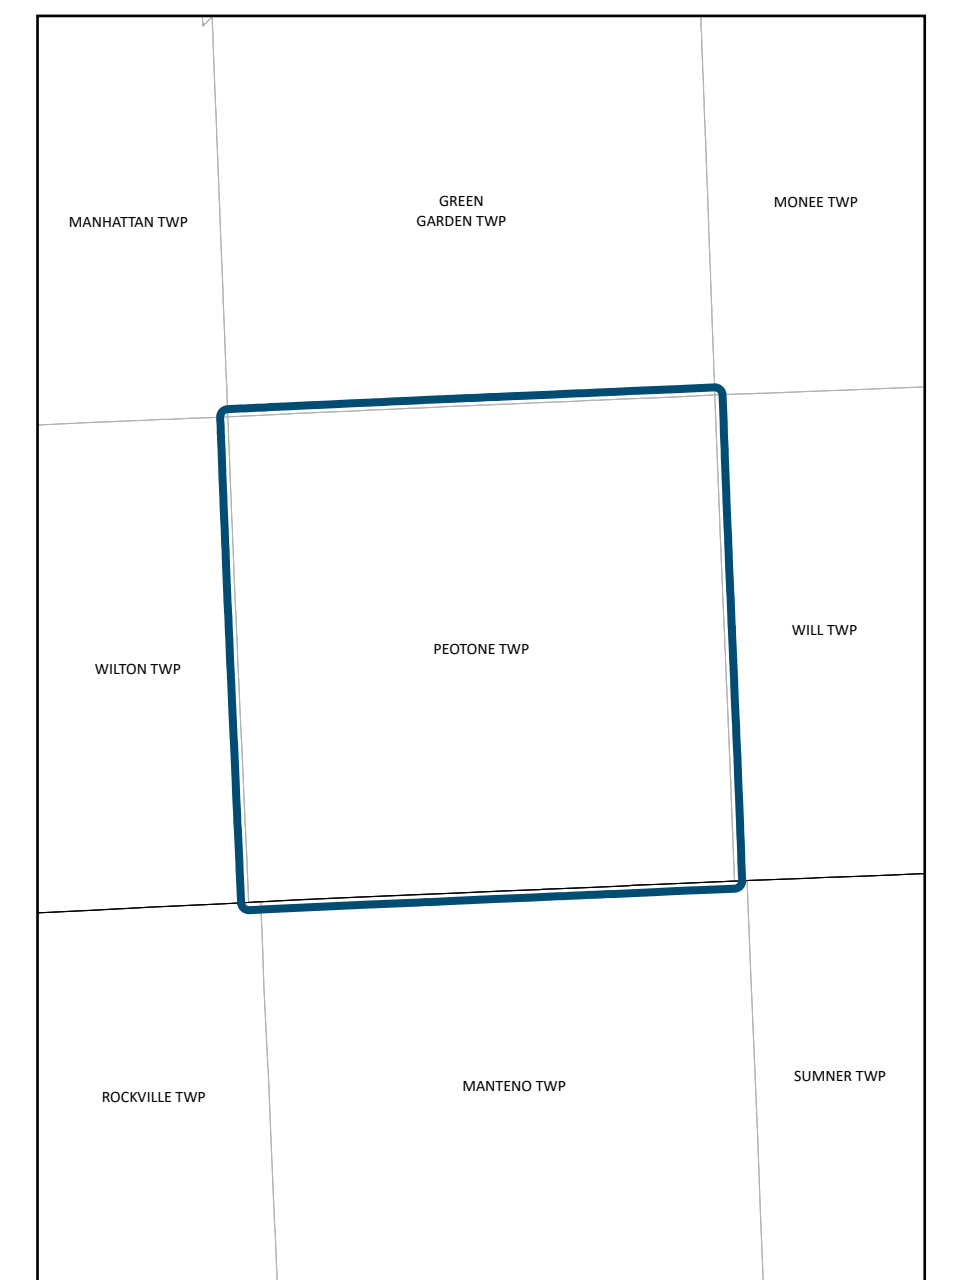 GREEN
GARDEN TWP
MONEE TWP
MANHATTAN TWP
WILL TWP
PEOTONE TWP
WILTON TWP
SUMNER TWP
MANTENO TWP
ROCKVILLE TWP